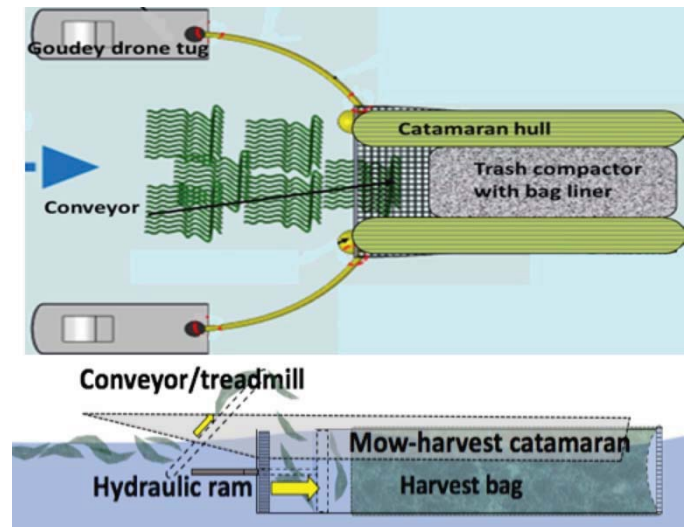 Goudey drone tug
Catamaran hull
Trash compactor
with bag liner
Conveyor
Conveyor/treadmill
Mow-harvest catamaran
Hydraulic ram
Harvest bag